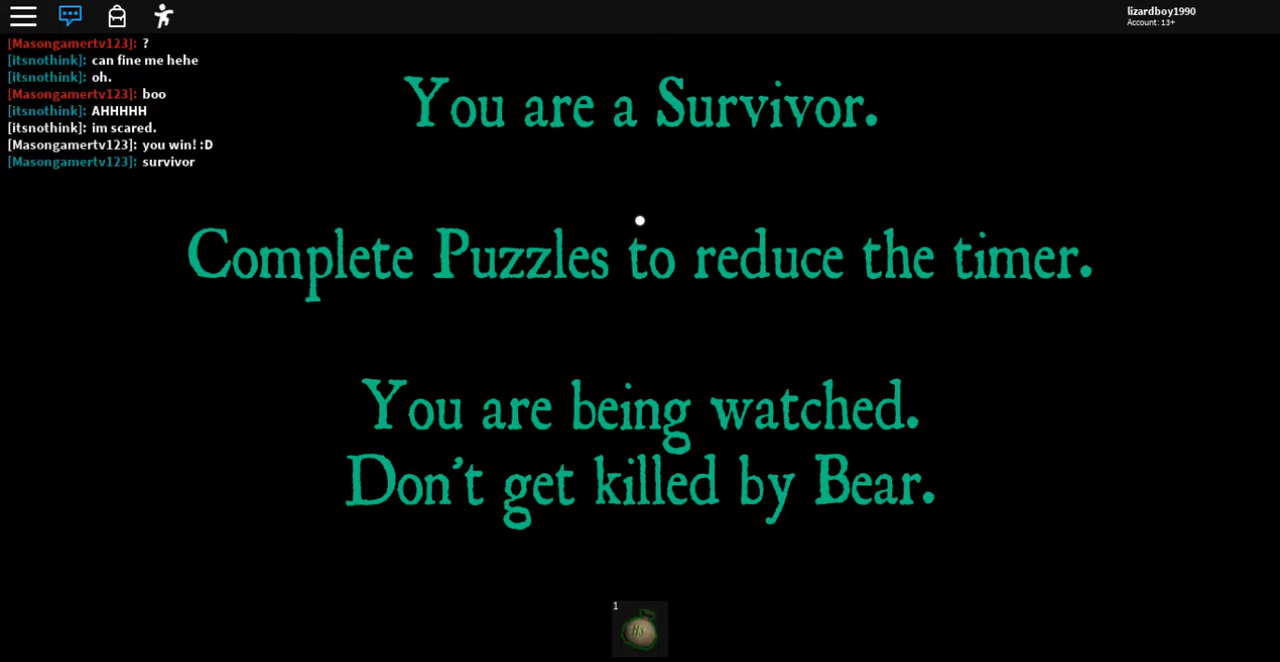 lizardboy1990
Account: 13+
[Masongamertv123]: ?
[itsnothink]: can fine me hehe
[itsnothink]: oh.
[Masongamertv123]: boo
[itsnothink]: AHHHHH
[itsnothink]: im scared.
[Masongamertv123]: you win! :D
[Masongamertv123]: survivor
You are a Survivor.
Complete Puzzles to reduce the timer.
You are being watched.
Don't get killed by Bear.
1